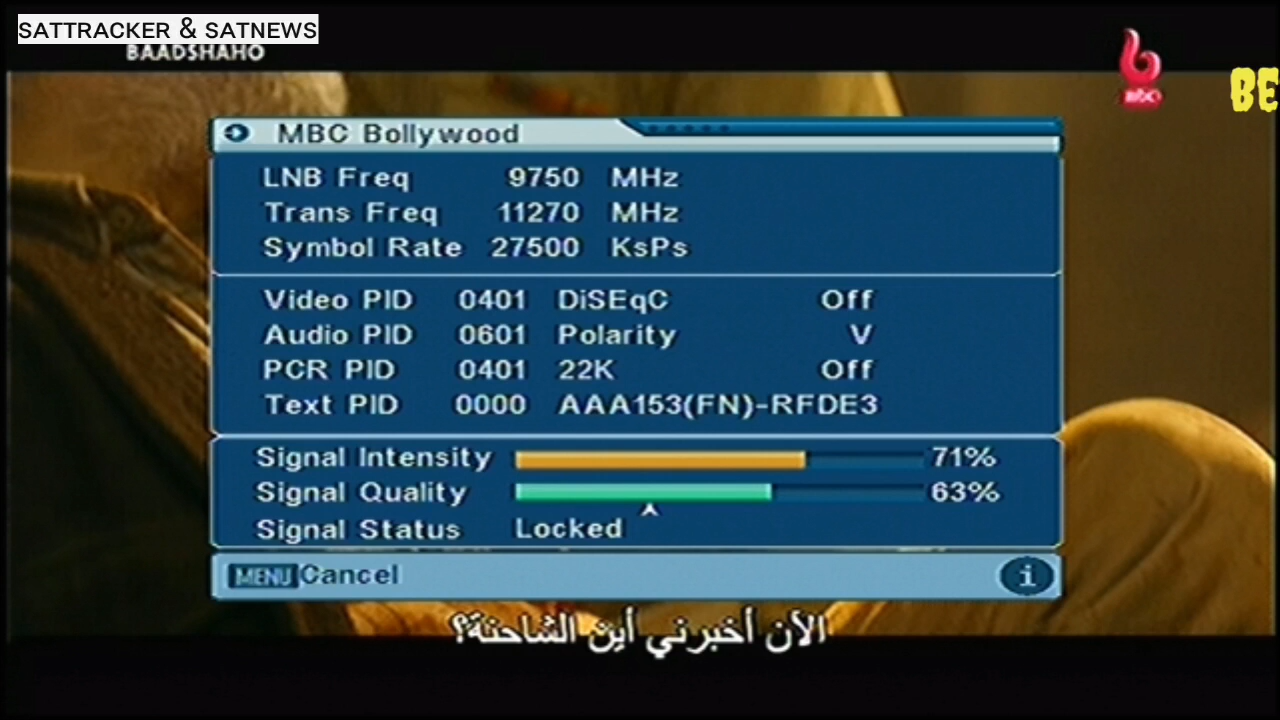 SATTRACKER & SATNEWS
BAADSHAHO
mbc
BE
MBC Bollywood
LNB Freq 9750 MHz
Trans Freq 11270 MHz
Symbol Rate 27500 KsPs
Video PID 0401 DiSEqC Off
Audio PID 0601 Polarity V
PCR PID 0401 22K Off
Text PID 0000 AAA153(FN)-RFDE3
Signal Intensity 71%
Signal Quality 63%
Signal Status Locked
MENU Cancel i
الآن أخبرني أين الشاحنة؟